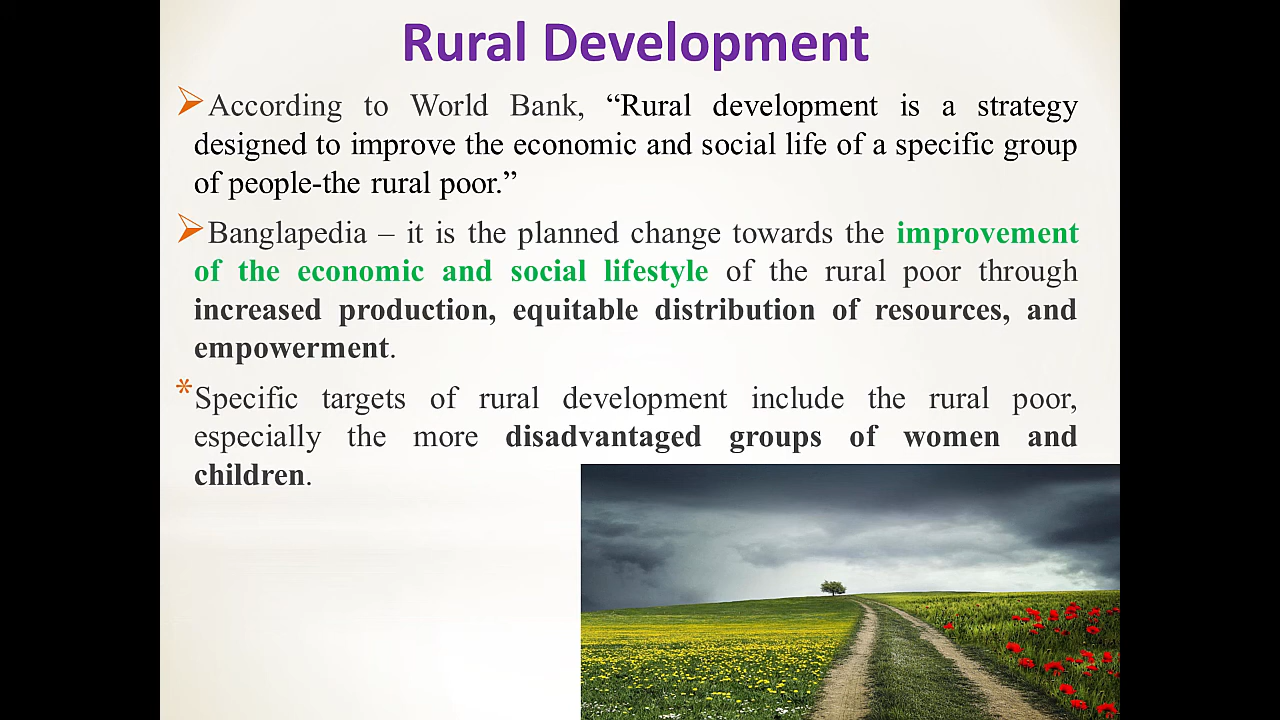 Rural Development
➢According to World Bank, “Rural development is a strategy
designed to improve the economic and social life of a specific group
of people-the rural poor.”
➢Banglapedia – it is the planned change towards the improvement
of the economic and social lifestyle of the rural poor through
increased production, equitable distribution of resources, and
empowerment.
*Specific targets of rural development include the rural poor,
especially the more disadvantaged groups of women and
children.